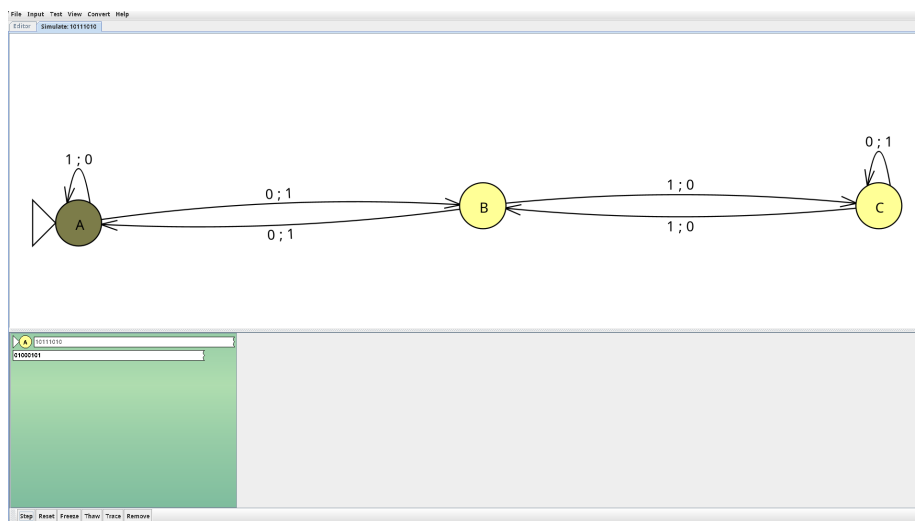 File Input Test View Convert Help
Editor Simulate: 10111010
0 ; 1
1 ; 0
1 ; 0
0 ; 1
A
B
C
0 ; 1
1 ; 0
A 10111010
01000101
Step Reset Freeze Thaw Trace Remove